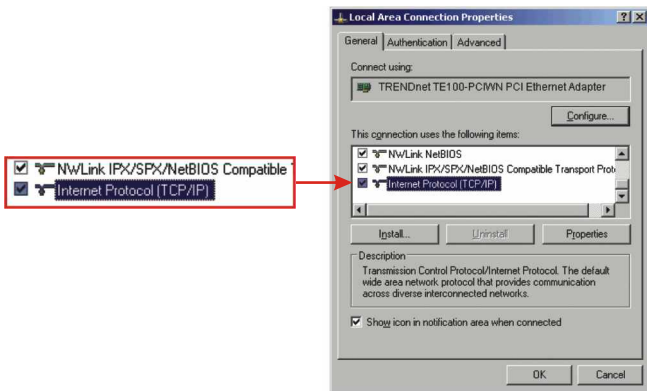 Local Area Connection Properties
General Authentication Advanced
Connect using:
TRENDnet TE100-PCIWN PCI Ethernet Adapter
Configure...
This connection uses the following items:
NWLink NetBIOS
NWLink IPX/SPX/NetBIOS Compatible Transport Prot
Internet Protocol (TCP/IP)
NWLink IPX/SPX/NetBIOS Compatible T
Internet Protocol (TCP/IP)
Install... Uninstall Properties
Description
Transmission Control Protocol/Internet Protocol. The default
wide area network protocol that provides communication
across diverse interconnected networks.
Show icon in notification area when connected
OK Cancel